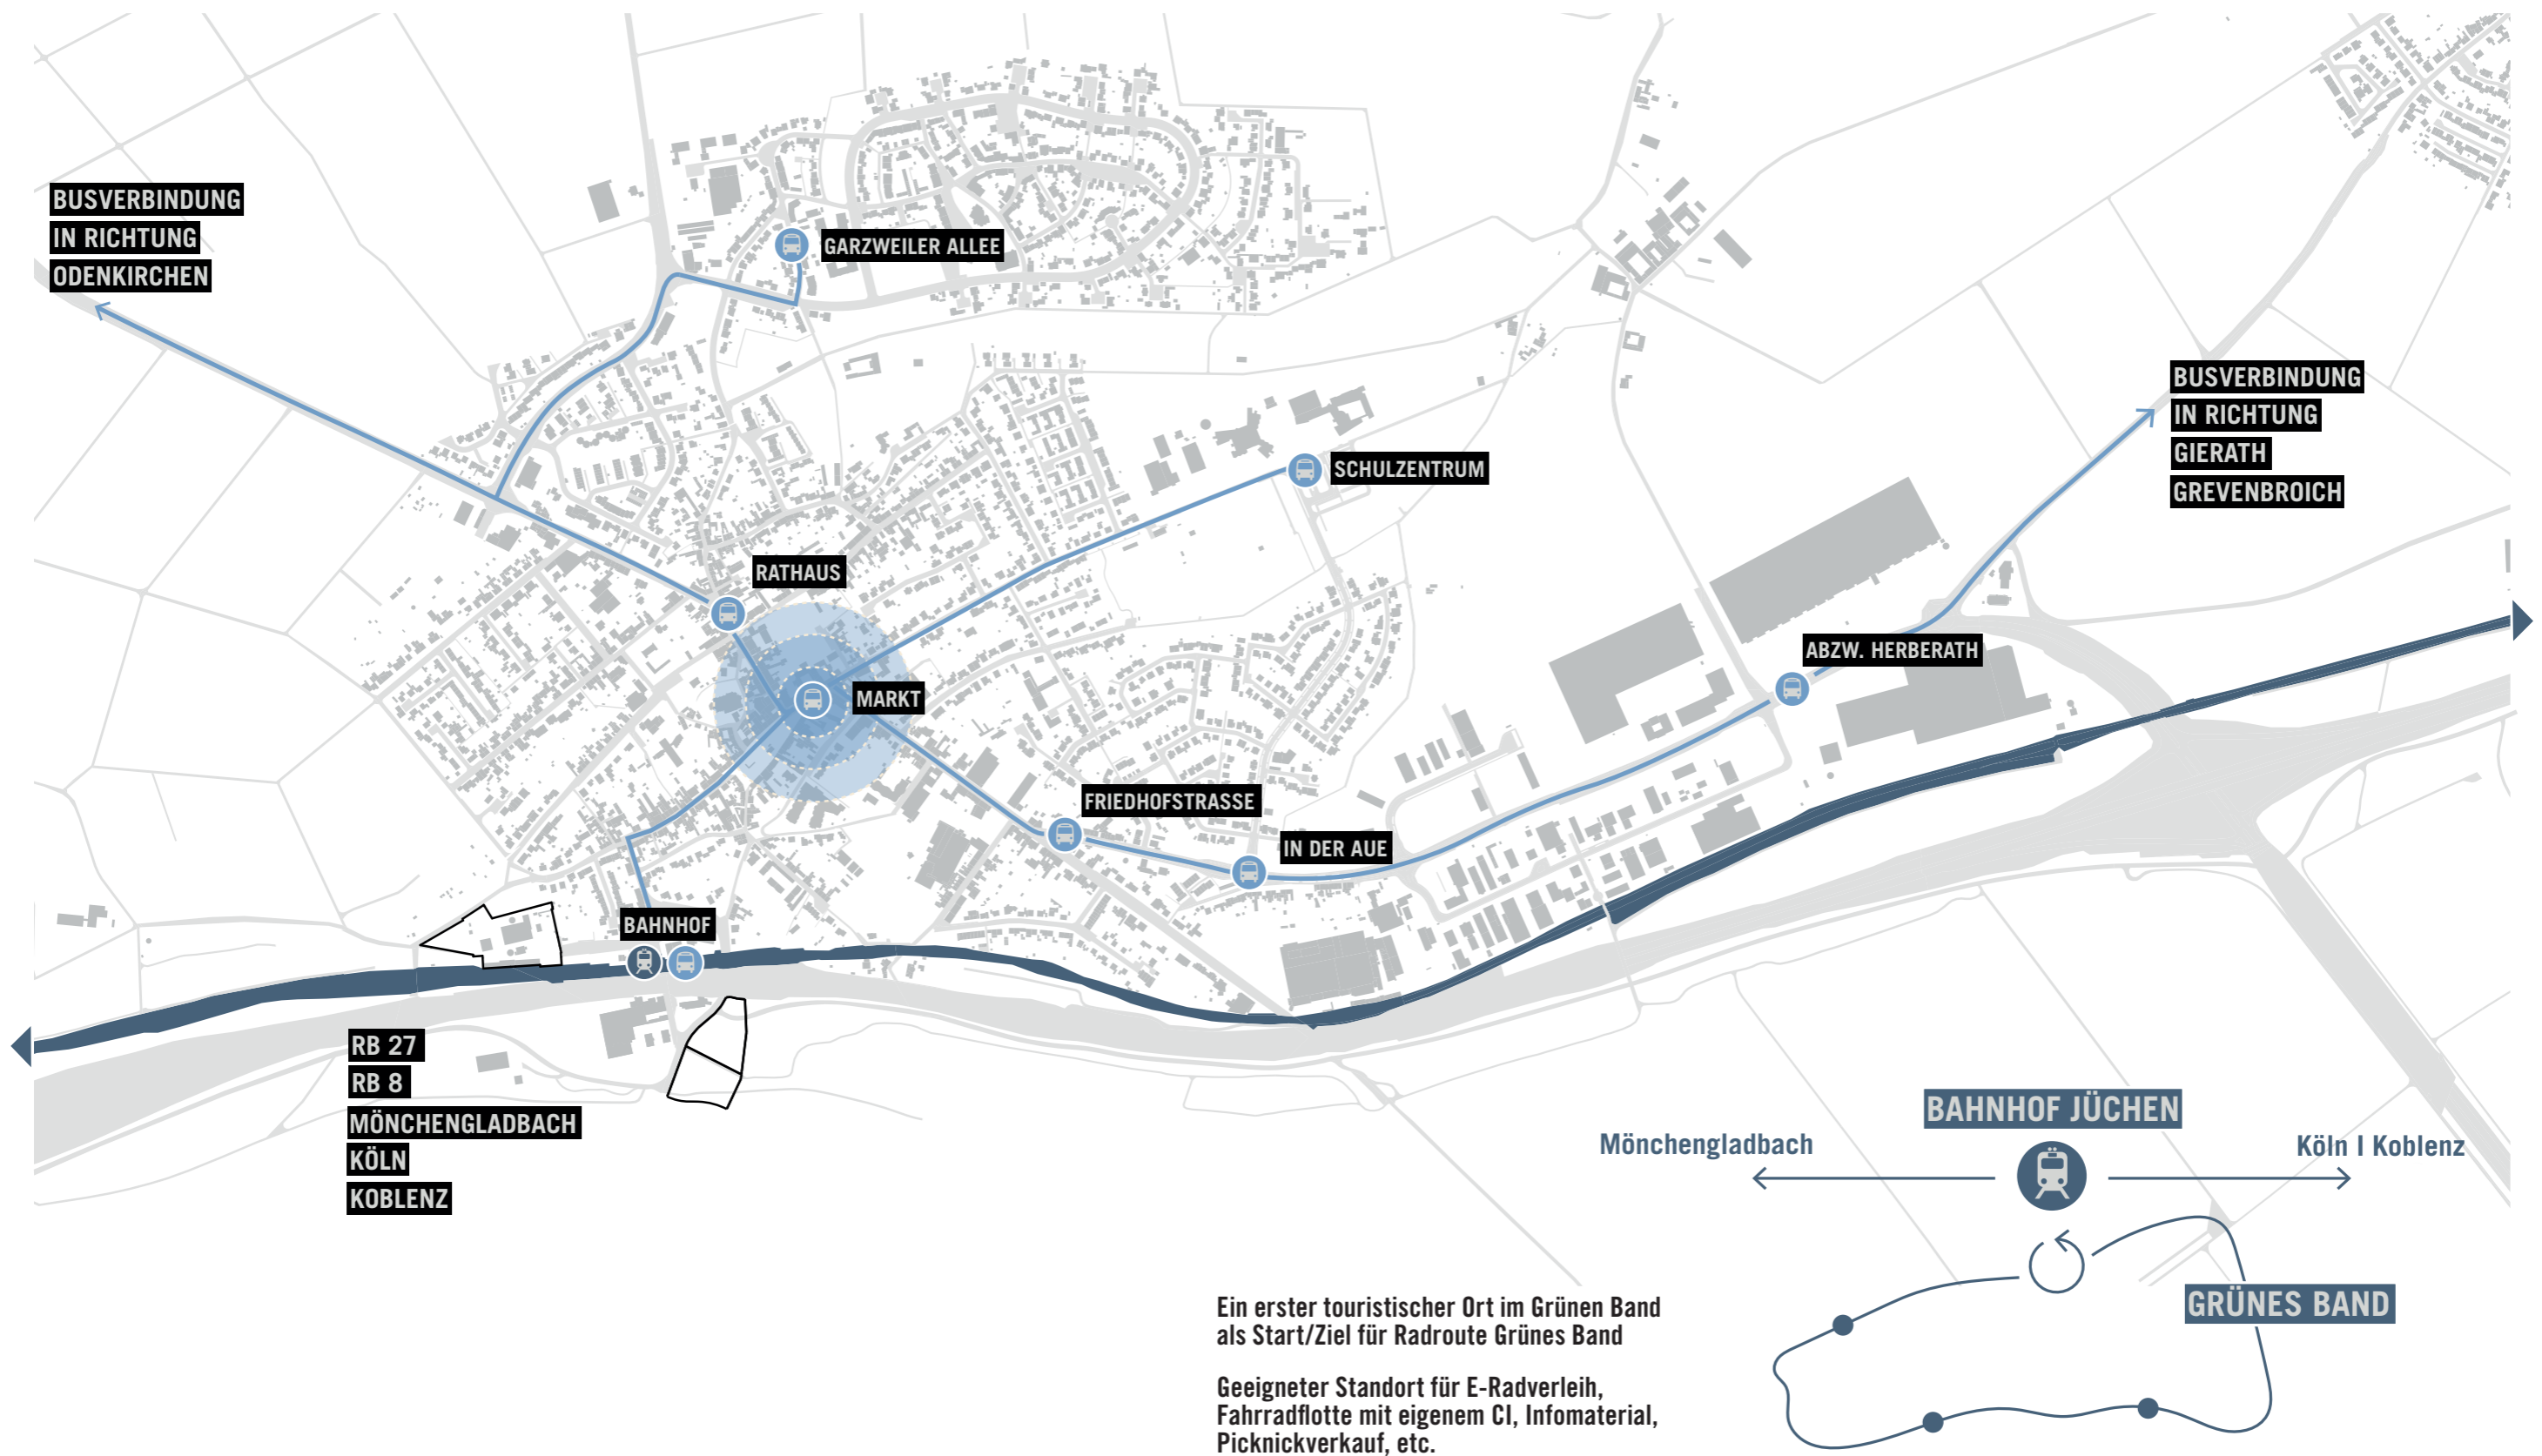 BUSVERBINDUNG
IN RICHTUNG
ODENKIRCHEN
GARZWEILER ALLEE
BUSVERBINDUNG
IN RICHTUNG
GIERATH
GREVENBROICH
SCHULZENTRUM
RATHAUS
ABZW. HERBERATH
MARKT
FRIEDHOFSTRASSE
IN DER AUE
BAHNHOF
RB 27
RB 8
MÖNCHENGLADBACH
KÖLN
KOBLENZ
BAHNHOF JÜCHEN
Mönchengladbach
Köln I Koblenz
GRÜNES BAND
Ein erster touristischer Ort im Grünen Band
als Start/Ziel für Radroute Grünes Band
Geeigneter Standort für E-Radverleih,
Fahrradflotte mit eigenem CI, Infomaterial,
Picknickverkauf, etc.